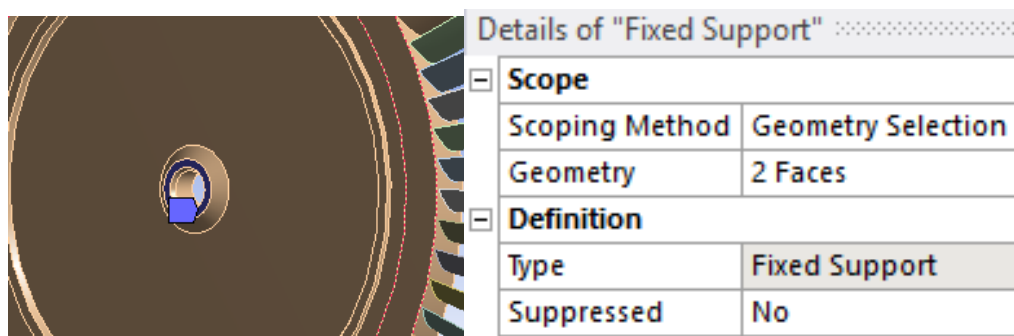 Details of "Fixed Support"
Scope
Scoping Method Geometry Selection
Geometry 2 Faces
Definition
Type Fixed Support
Suppressed No